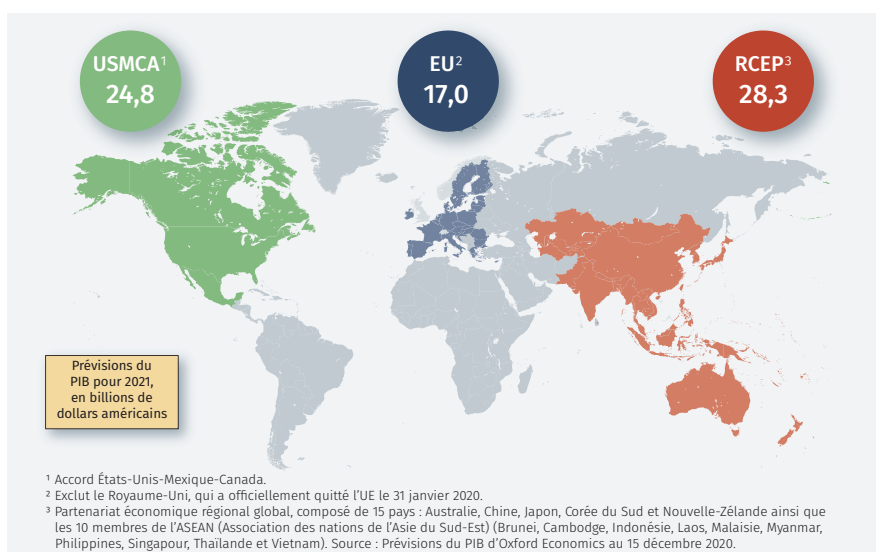 USMCA¹
24,8
EU²
17,0
RCEP³
28,3
Prévisions du
PIB pour 2021,
en billions de
dollars américains
¹ Accord États-Unis-Mexique-Canada.
² Exclut le Royaume-Uni, qui a officiellement quitté l'UE le 31 janvier 2020.
³ Partenariat économique régional global, composé de 15 pays : Australie, Chine, Japon, Corée du Sud et Nouvelle-Zélande ainsi que
les 10 membres de l'ASEAN (Association des nations de l'Asie du Sud-Est) (Brunei, Cambodge, Indonésie, Laos, Malaisie, Myanmar,
Philippines, Singapour, Thaïlande et Vietnam). Source : Prévisions du PIB d'Oxford Economics au 15 décembre 2020.